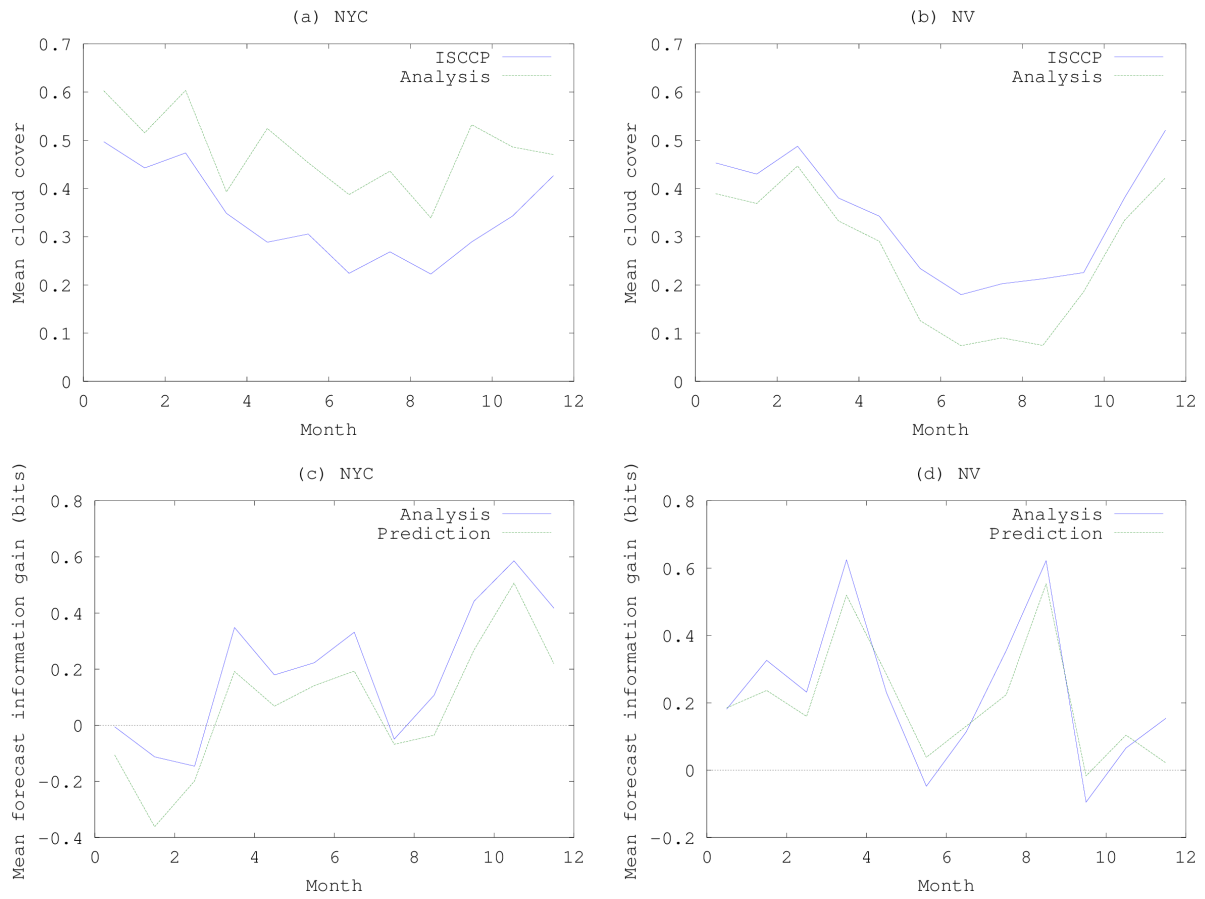 (a) NYC
0.7
0.6
0.5
0.4
0.3
0.2
0.1
0
Mean cloud cover
ISCCP
Analysis
0 2 4 6 8 10 12
Month
(b) NV
0.7
0.6
0.5
0.4
0.3
0.2
0.1
0
Mean cloud cover
ISCCP
Analysis
0 2 4 6 8 10 12
Month
(c) NYC
0.8
0.6
0.4
0.2
0
-0.2
-0.4
Mean forecast information gain (bits)
Analysis
Prediction
0 2 4 6 8 10 12
Month
(d) NV
0.8
0.6
0.4
0.2
0
-0.2
Mean forecast information gain (bits)
Analysis
Prediction
0 2 4 6 8 10 12
Month